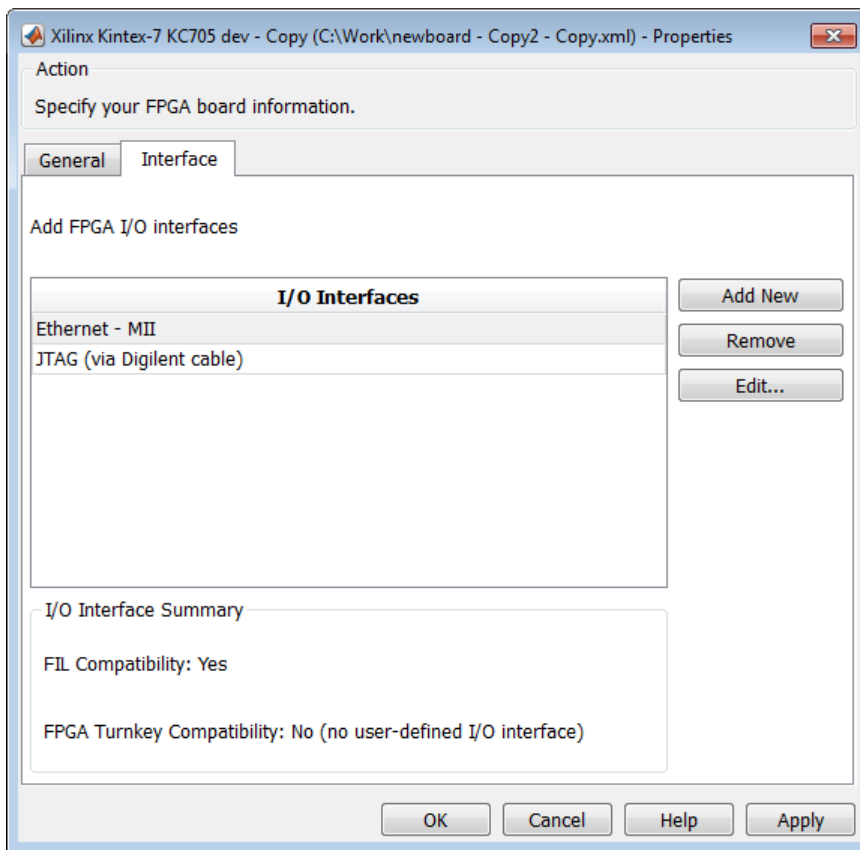 Xilinx Kintex-7 KC705 dev - Copy (C:\Work\newboard - Copy2 - Copy.xml) - Properties
Action
Specify your FPGA board information.
General Interface
Add FPGA I/O interfaces
I/O Interfaces
Ethernet - MII
JTAG (via Digilent cable)
Add New
Remove
Edit...
I/O Interface Summary
FIL Compatibility: Yes
FPGA Turnkey Compatibility: No (no user-defined I/O interface)
OK Cancel Help Apply